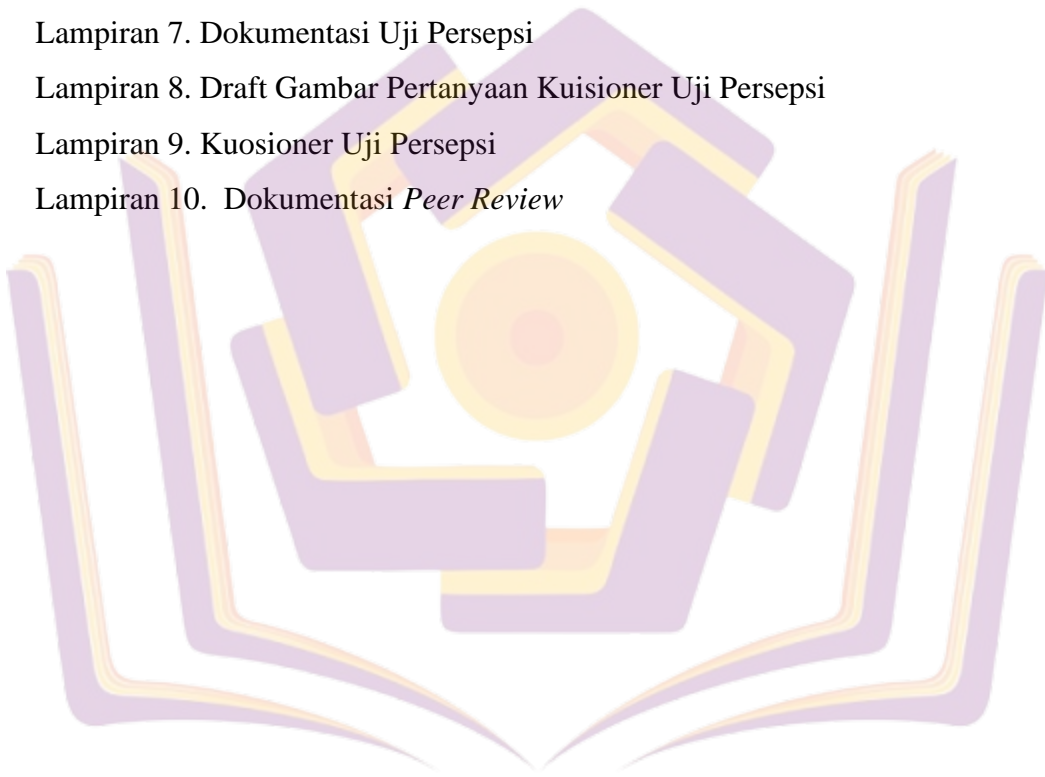 Lampiran 7. Dokumentasi Uji Persepsi
Lampiran 8. Draft Gambar Pertanyaan Kuisioner Uji Persepsi
Lampiran 9. Kuosioner Uji Persepsi
Lampiran 10.  Dokumentasi Peer Review